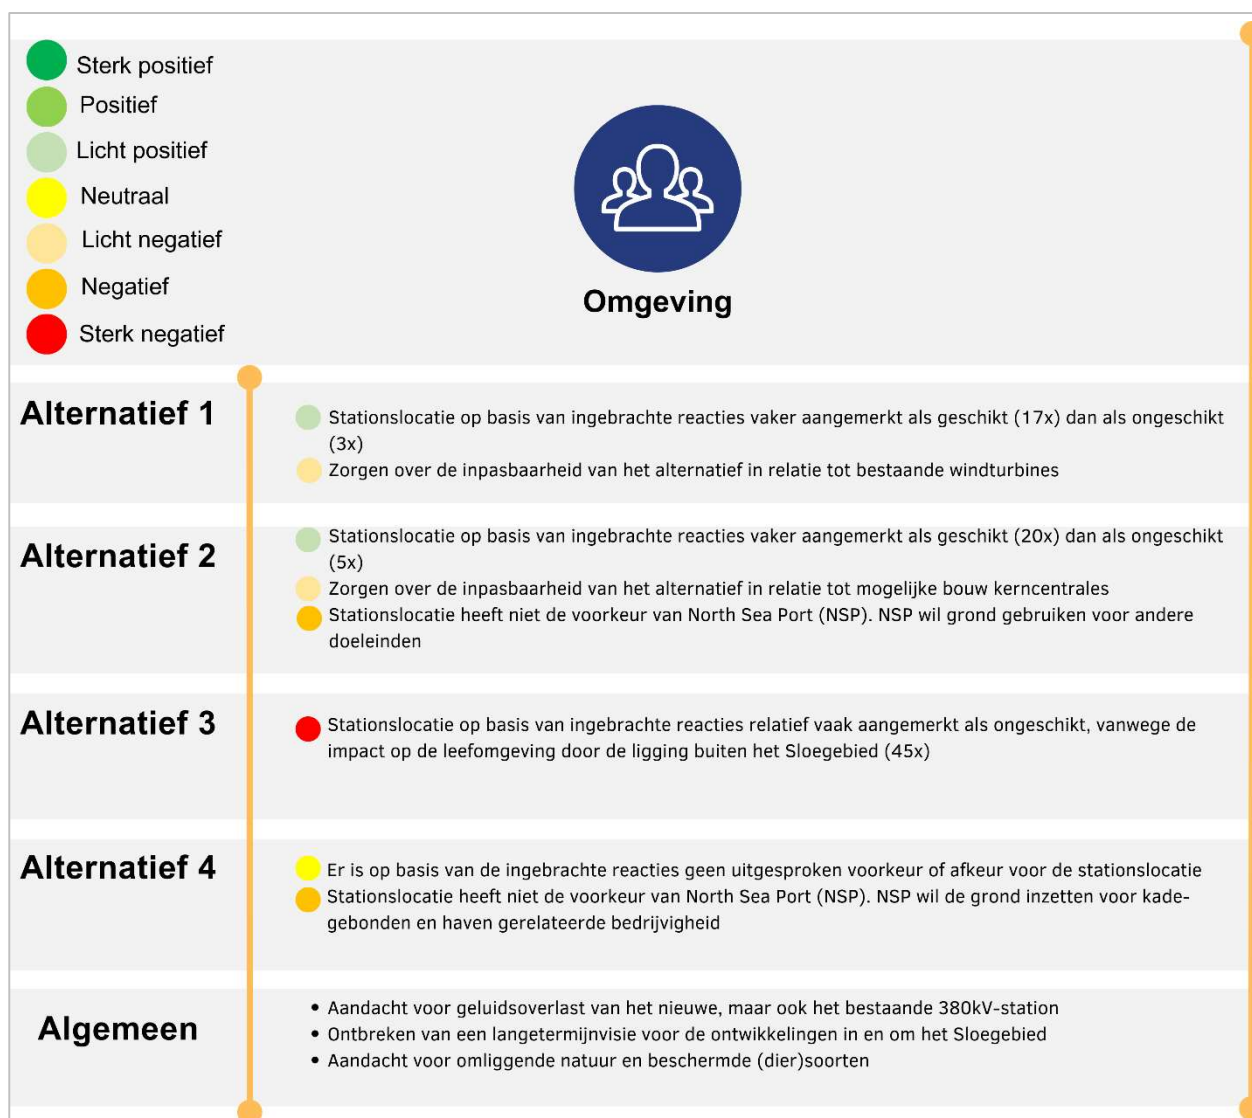 Sterk positief
Positief
Licht positief
Neutraal
Licht negatief
Negatief
Sterk negatief
Omgeving
Alternatief 1
Stationslocatie op basis van ingebrachte reacties vaker aangemerkt als geschikt (17x) dan als ongeschikt
(3x)
Zorgen over de inpasbaarheid van het alternatief in relatie tot bestaande windturbines
Alternatief 2
Stationslocatie op basis van ingebrachte reacties vaker aangemerkt als geschikt (20x) dan als ongeschikt
(5x)
Zorgen over de inpasbaarheid van het alternatief in relatie tot mogelijke bouw kerncentrales
Stationslocatie heeft niet de voorkeur van North Sea Port (NSP). NSP wil grond gebruiken voor andere
doeleinden
Alternatief 3
Stationslocatie op basis van ingebrachte reacties relatief vaak aangemerkt als ongeschikt, vanwege de
impact op de leefomgeving door de ligging buiten het Sloegebied (45x)
Alternatief 4
Er is op basis van de ingebrachte reacties geen uitgesproken voorkeur of afkeur voor de stationslocatie
Stationslocatie heeft niet de voorkeur van North Sea Port (NSP). NSP wil de grond inzetten voor kade-
gebonden en haven gerelateerde bedrijvigheid
Algemeen
• Aandacht voor geluidsoverlast van het nieuwe, maar ook het bestaande 380kV-station
• Ontbreken van een langetermijnvisie voor de ontwikkelingen in en om het Sloegebied
• Aandacht voor omliggende natuur en beschermde (dier)soorten